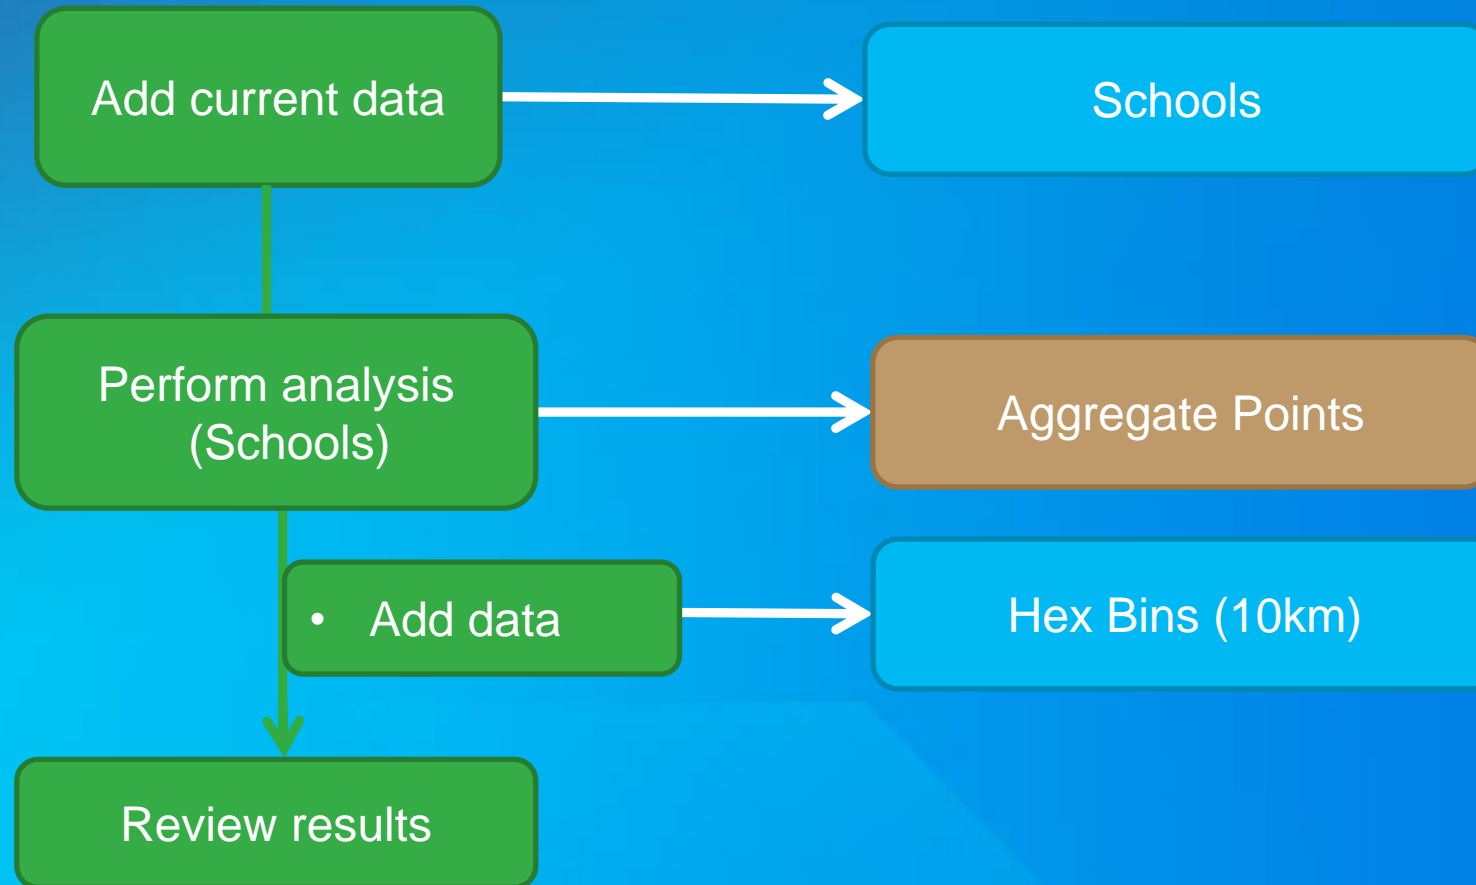 Add current data
Schools
Perform analysis
(Schools)
Aggregate Points
• Add data
Hex Bins (10km)
Review results